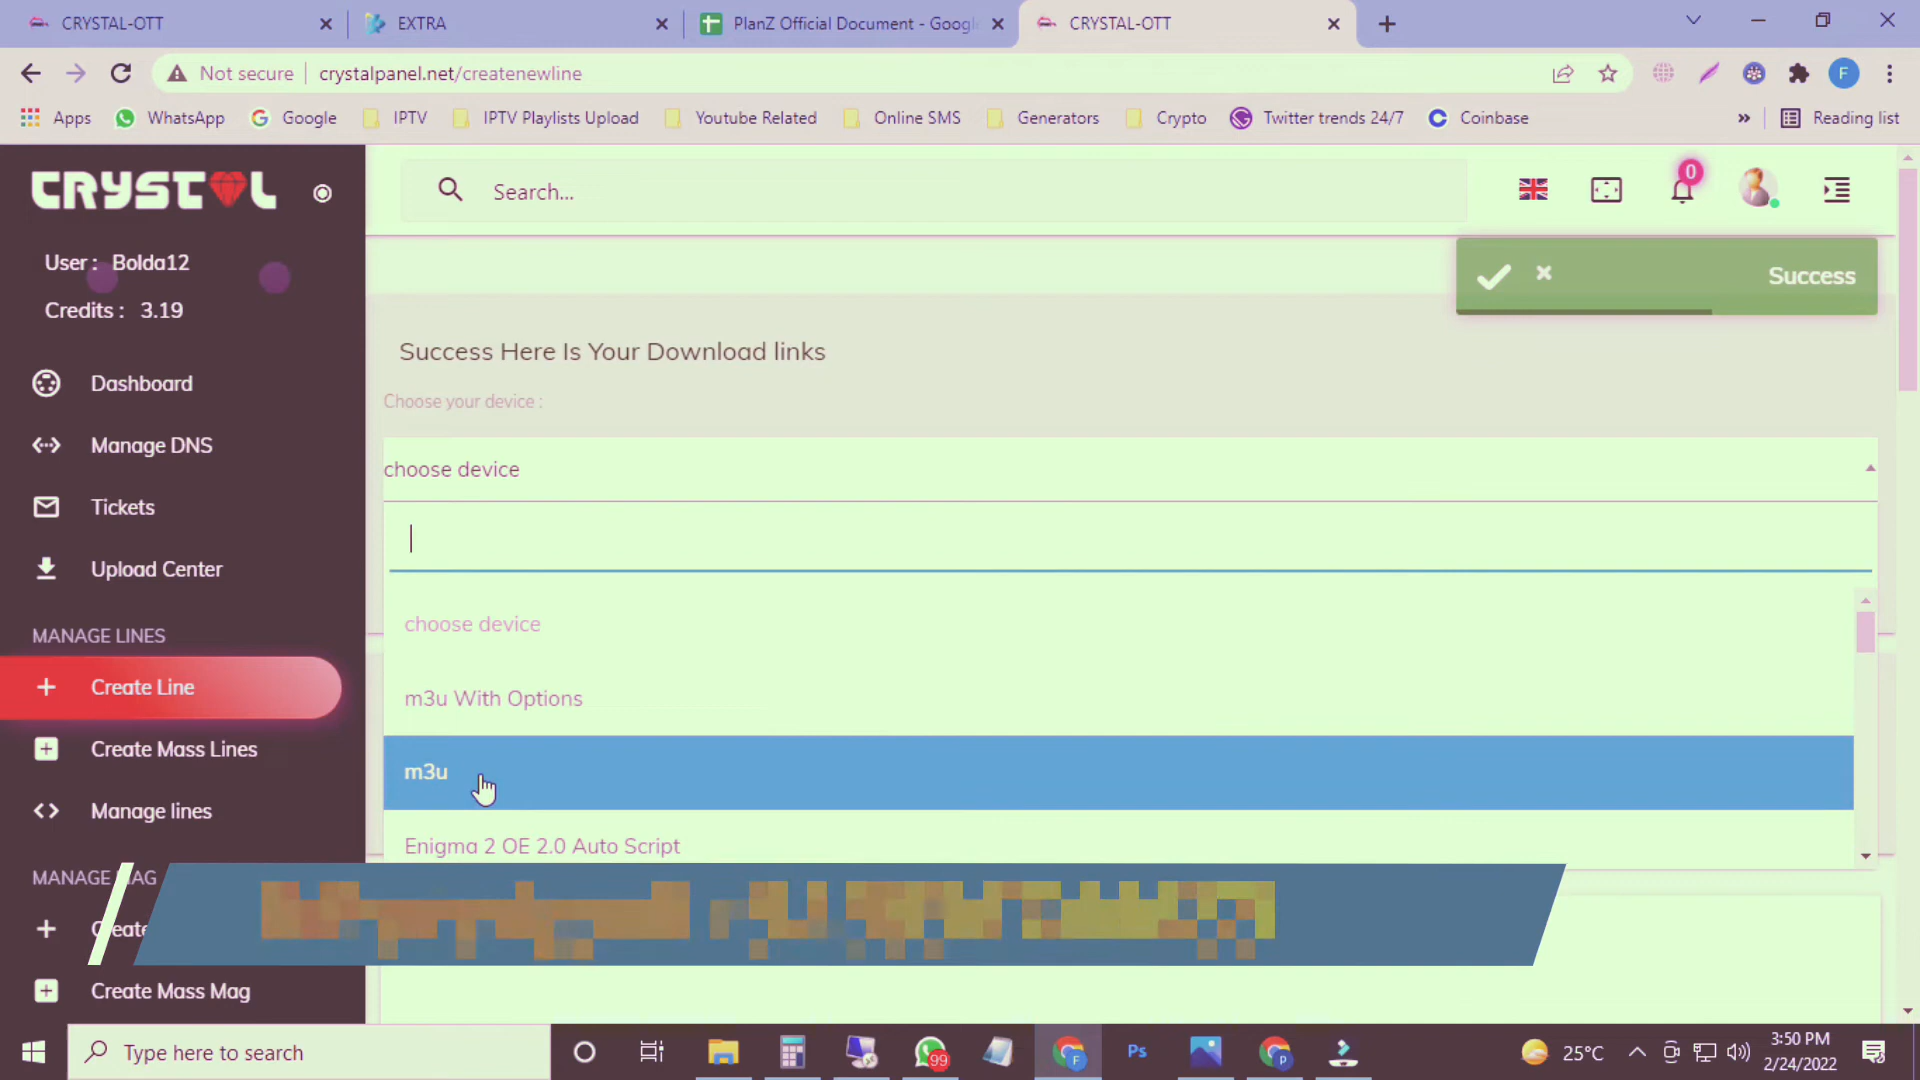 CRYSTAL-OTT
EXTRA
PlanZ Official Document - Googl
CRYSTAL-OTT
Not secure
crystalpanel.net/createnewline
Apps
WhatsApp
Google
IPTV
IPTV Playlists Upload
Youtube Related
Online SMS
Generators
Crypto
Twitter trends 24/7
Coinbase
»
Reading list
CRYSTAL
Search...
0
User : Bolda12
Credits : 3.19
Success
Success Here Is Your Download links
Choose your device :
choose device
choose device
m3u With Options
m3u
Enigma 2 OE 2.0 Auto Script
Dashboard
Manage DNS
Tickets
Upload Center
MANAGE LINES
Create Line
Create Mass Lines
Manage lines
MANAGE MAG
Create Mass Mag
Type here to search
99
Ps
F
P
25°C
3:50 PM
2/24/2022